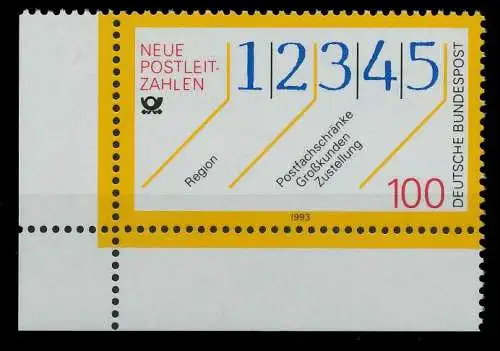 NEUE
POSTLEIT-
ZAHLEN
1|2|3|4|5
Region
Postfachschränke
Großkunden
Zustellung
100
DEUTSCHE BUNDESPOST
1993